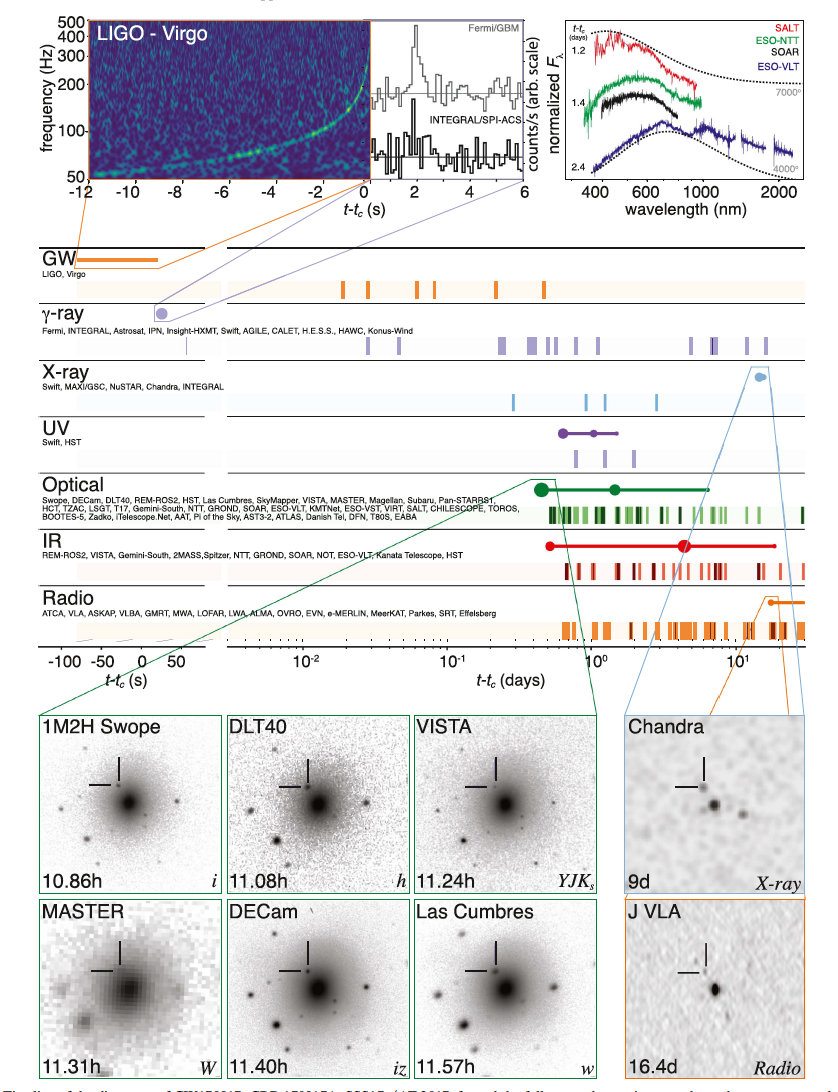 LIGO - Virgo
frequency (Hz)
500
400
300
200
100
50
-12 -10 -8 -6 -4 -2 0 2 4 6
t-tc (s)
Fermi/GBM
INTEGRAL/SPI-ACS
counts/s (arb. scale)
normalized Fλ
t-tc
(days)
1.2
1.4
2.4
SALT
ESO-NTT
SOAR
ESO-VLT
7000°
4000°
400 600 1000 2000
wavelength (nm)
GW
LIGO, Virgo
γ-ray
Fermi, INTEGRAL, Astrosat, IPN, Insight-HXMT, Swift, AGILE, CALET, H.E.S.S., HAWC, Konus-Wind
X-ray
Swift, MAXI/GSC, NuSTAR, Chandra, INTEGRAL
UV
Swift, HST
Optical
Swope, DECam, DLT40, REM-ROS2, HST, Las Cumbres, SkyMapper, VISTA, MASTER, Magellan, Subaru, Pan-STARRS1,
HCT, TZAC, LSGT, T17, Gemini-South, NTT, GROND, SOAR, ESO-VLT, KMTNet, ESO-VST, VIRT, SALT, CHILESCOPE, TOROS,
BOOTES-5, Zadko, iTelescope.Net, AAT, Pi of the Sky, AST3-2, ATLAS, Danish Tel, DFN, T80S, EABA
IR
REM-ROS2, VISTA, Gemini-South, 2MASS,Spitzer, NTT, GROND, SOAR, NOT, ESO-VLT, Kanata Telescope, HST
Radio
ATCA, VLA, ASKAP, VLBA, GMRT, MWA, LOFAR, LWA, ALMA, OVRO, EVN, e-MERLIN, MeerKAT, Parkes, SRT, Effelsberg
-100 -50 0 50
t-tc (s)
10-2 10-1 100 101
t-tc (days)
1M2H Swope
10.86h
i
DLT40
11.08h
h
VISTA
11.24h
YJKs
Chandra
9d
X-ray
MASTER
11.31h
W
DECam
11.40h
iz
Las Cumbres
11.57h
w
J VLA
16.4d
Radio